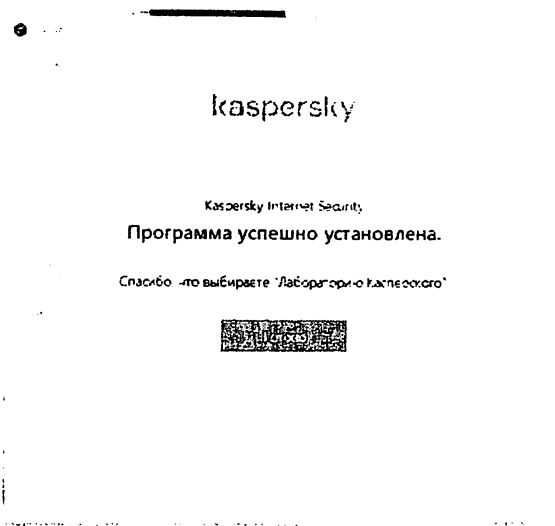 kaspersky
Kaspersky Internet Security
Программа успешно установлена.
Спасибо, что выбираете "Лабораторию Касперского"